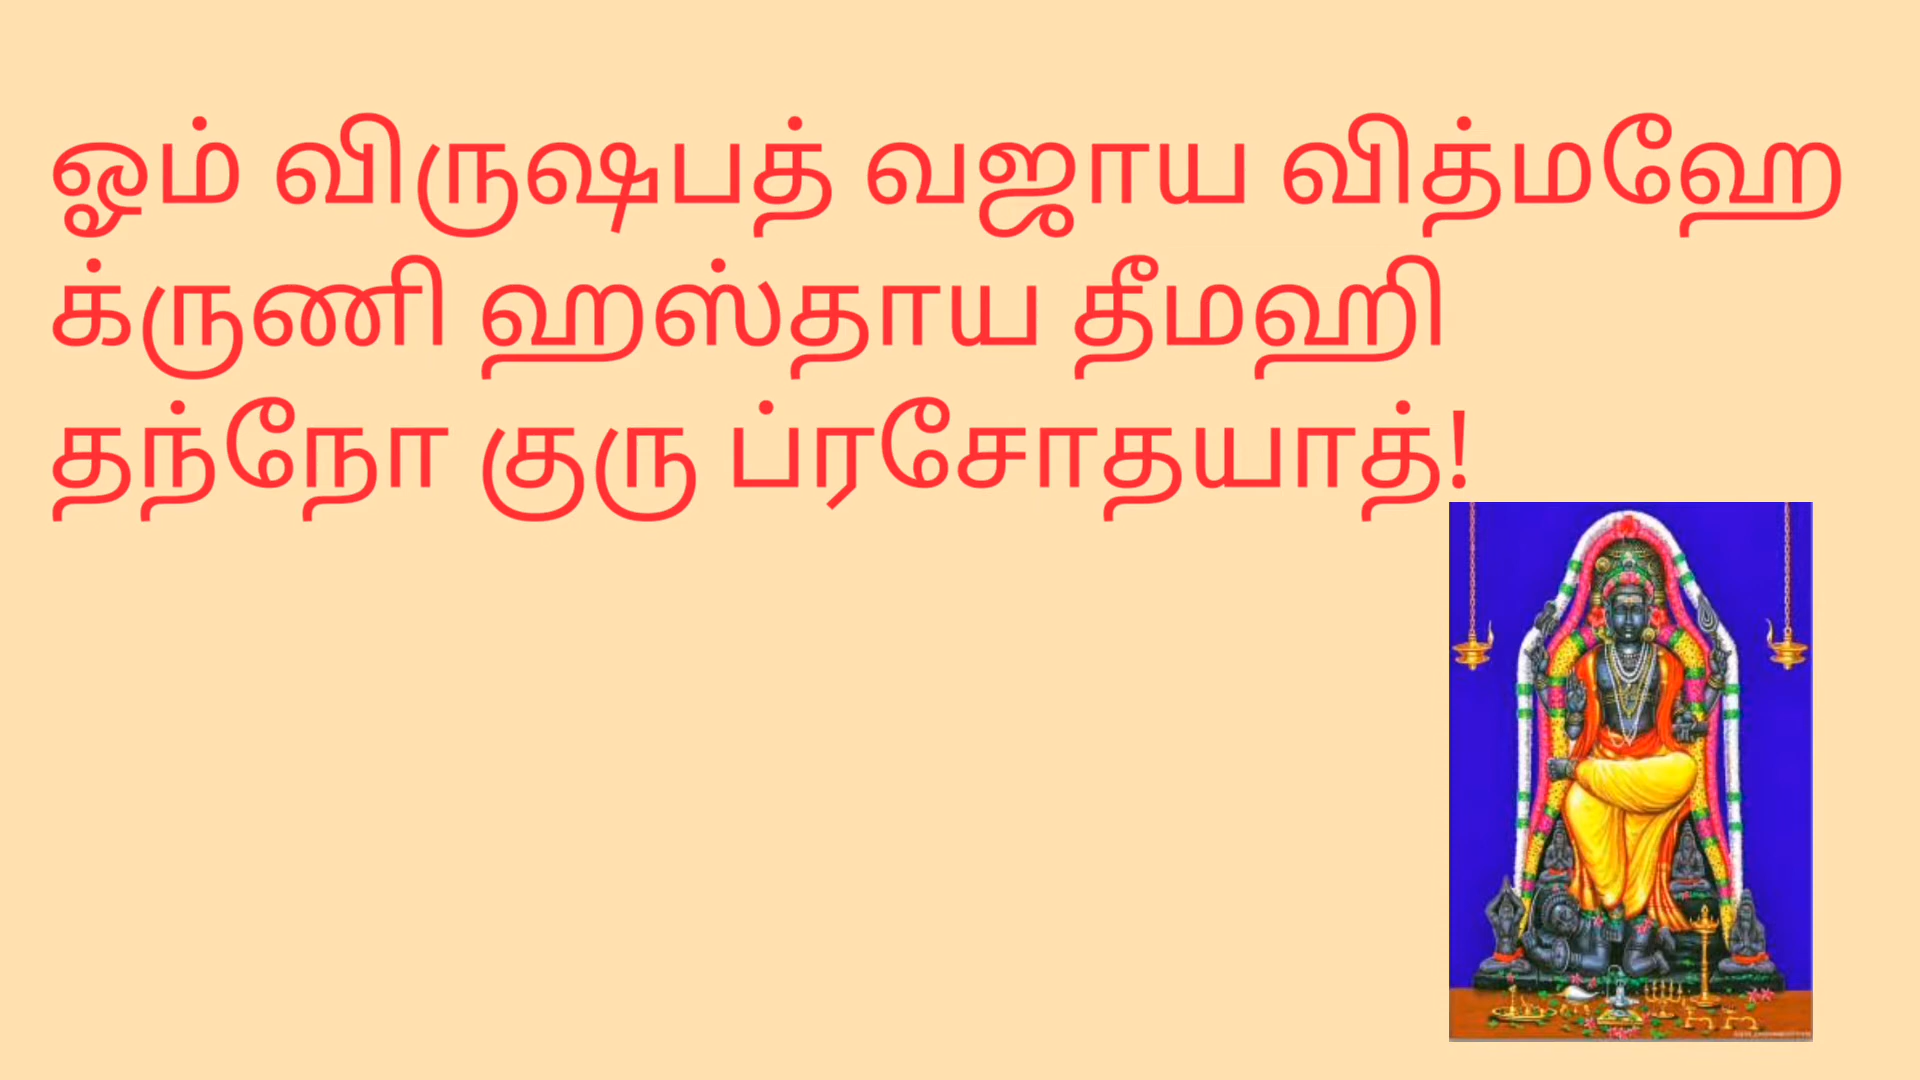 ஓம் விருஷபத் வஜாய வித்மஹே
க்ருணி ஹஸ்தாய தீமஹி
தந்நோ குரு ப்ரசோதயாத்!